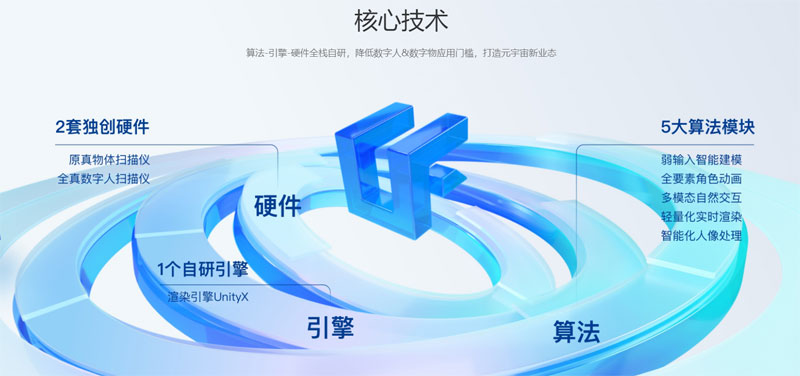 核心技术
算法-引擎-硬件全栈自研，降低数字人&数字物应用门槛，打造元宇宙新业态
2套独创硬件
原真物体扫描仪
全真数字人扫描仪
硬件
1个自研引擎
渲染引擎UnityX
引擎
5大算法模块
弱输入智能建模
全要素角色动画
多模态自然交互
轻量化实时渲染
智能化人像处理
算法